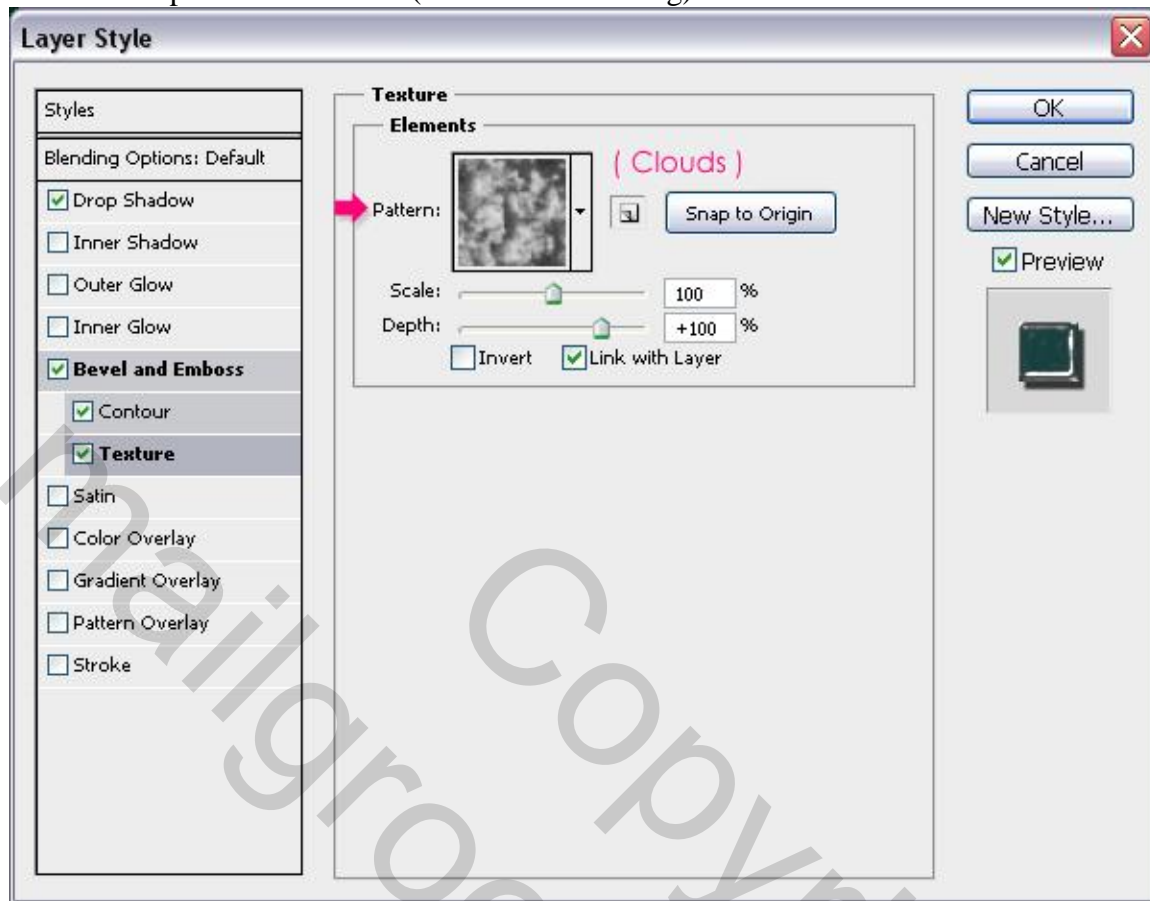 Layer Style
Styles
Blending Options: Default
Drop Shadow
Inner Shadow
Outer Glow
Inner Glow
Bevel and Emboss
Contour
Texture
Satin
Color Overlay
Gradient Overlay
Pattern Overlay
Stroke
Texture
Elements
( Clouds )
Pattern:
Snap to Origin
Scale: 100 %
Depth: +100 %
Invert Link with Layer
OK
Cancel
New Style...
Preview